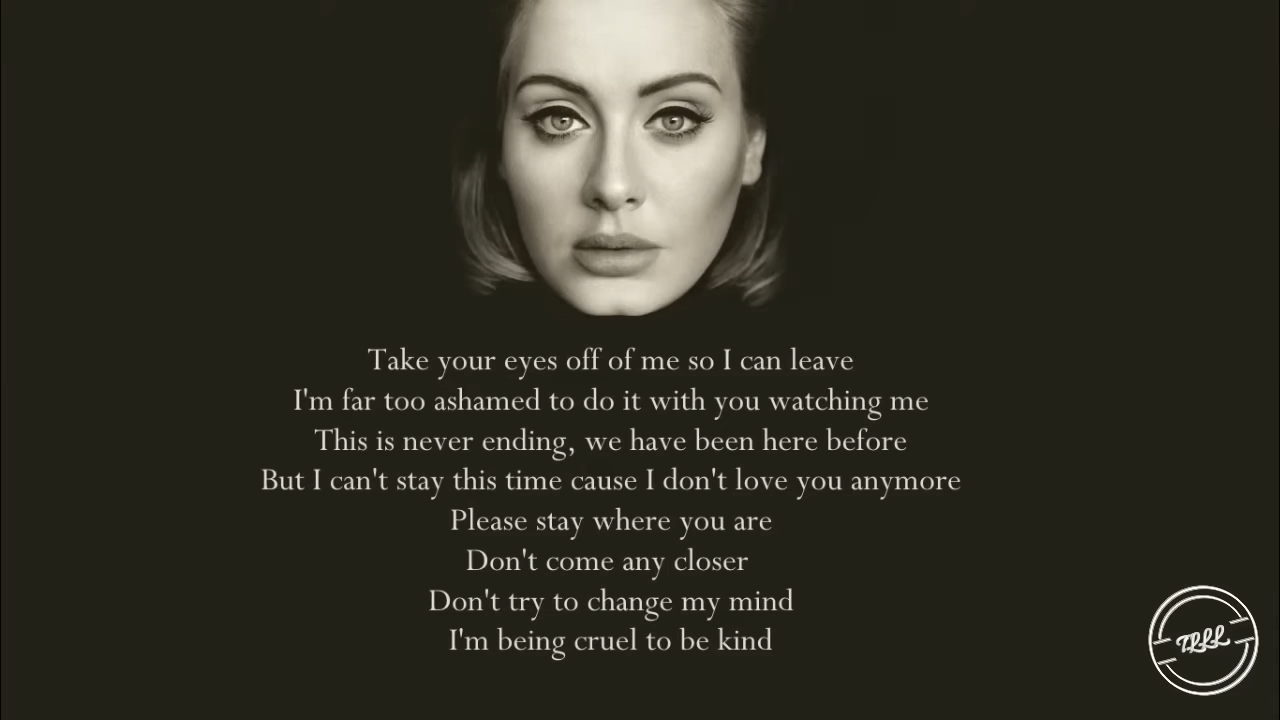 Take your eyes off of me so I can leave
I'm far too ashamed to do it with you watching me
This is never ending, we have been here before
But I can't stay this time cause I don't love you anymore
Please stay where you are
Don't come any closer
Don't try to change my mind
I'm being cruel to be kind
TLLL